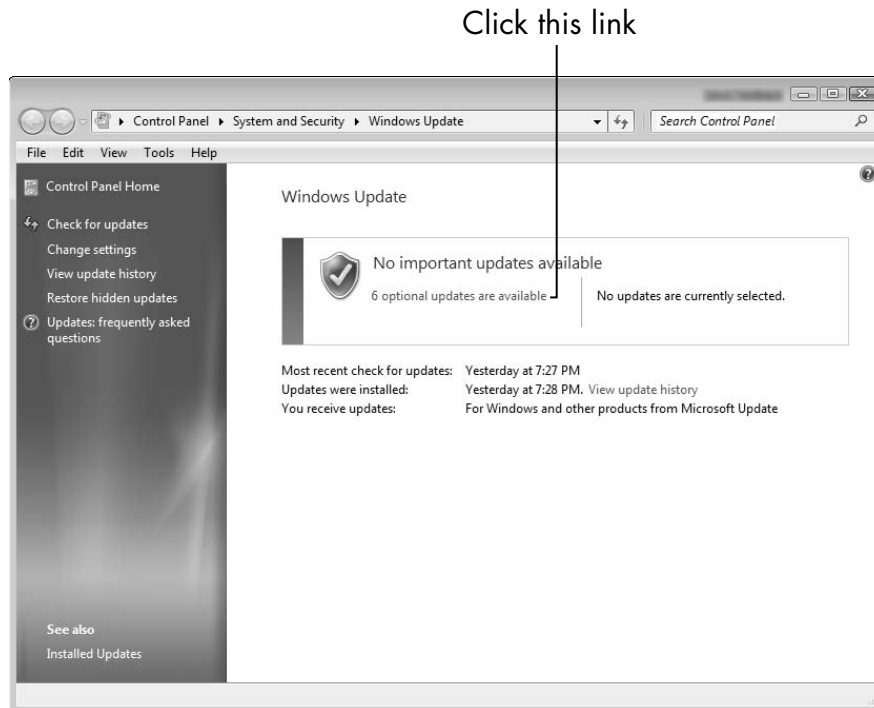 Click this link
Control Panel ▸ System and Security ▸ Windows Update
Search Control Panel
File Edit View Tools Help
Control Panel Home
Check for updates
Change settings
View update history
Restore hidden updates
Updates: frequently asked
questions
See also
Installed Updates
Windows Update
No important updates available
6 optional updates are available
No updates are currently selected.
Most recent check for updates: Yesterday at 7:27 PM
Updates were installed: Yesterday at 7:28 PM. View update history
You receive updates: For Windows and other products from Microsoft Update